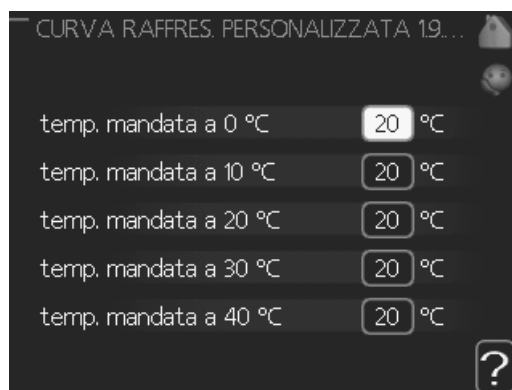 CURVA RAFFRES. PERSONALIZZATA 1.9....
temp. mandata a 0 °C 20 °C
temp. mandata a 10 °C 20 °C
temp. mandata a 20 °C 20 °C
temp. mandata a 30 °C 20 °C
temp. mandata a 40 °C 20 °C
?